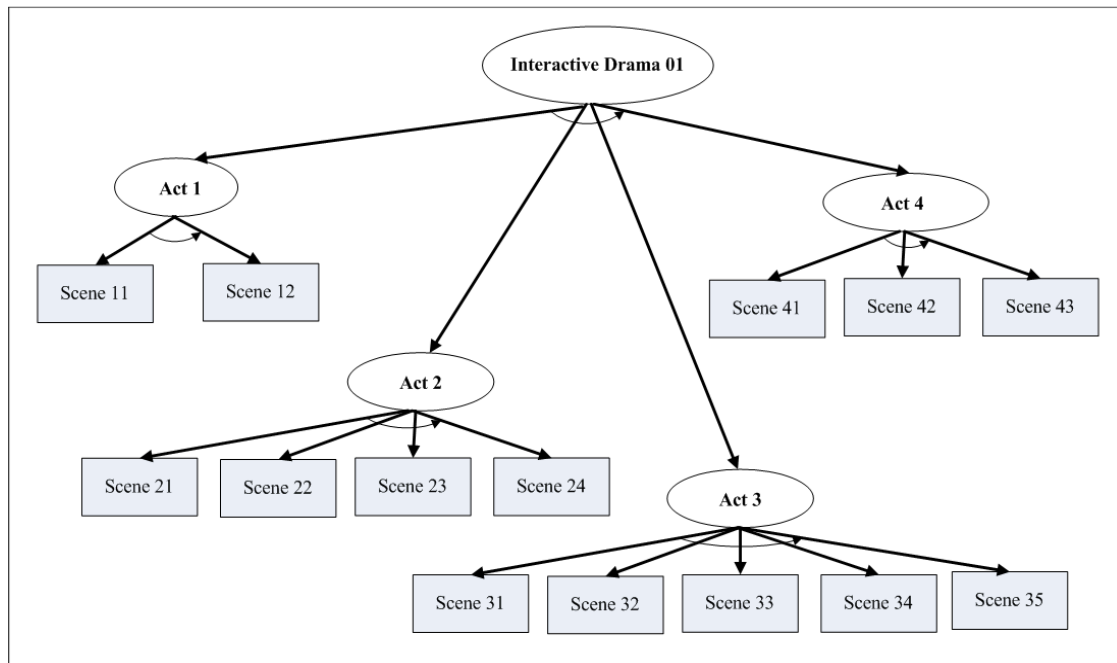 Interactive Drama 01
Act 1
Act 4
Scene 11
Scene 12
Scene 41
Scene 42
Scene 43
Act 2
Scene 21
Scene 22
Scene 23
Scene 24
Act 3
Scene 31
Scene 32
Scene 33
Scene 34
Scene 35